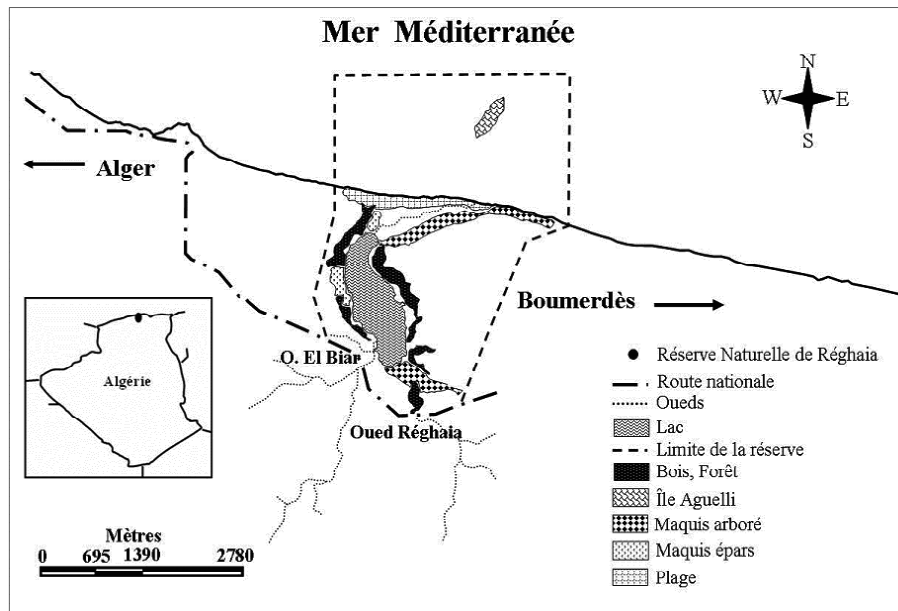 Mer Méditerranée
N
W E
S
Alger
Boumerdès
O. El Biar
Oued Réghaia
Algérie
Mètres
0 695 1390 2780
Réserve Naturelle de Réghaia
Route nationale
Oueds
Lac
Limite de la réserve
Bois, Forêt
Île Aguelli
Maquis arboré
Maquis épars
Plage